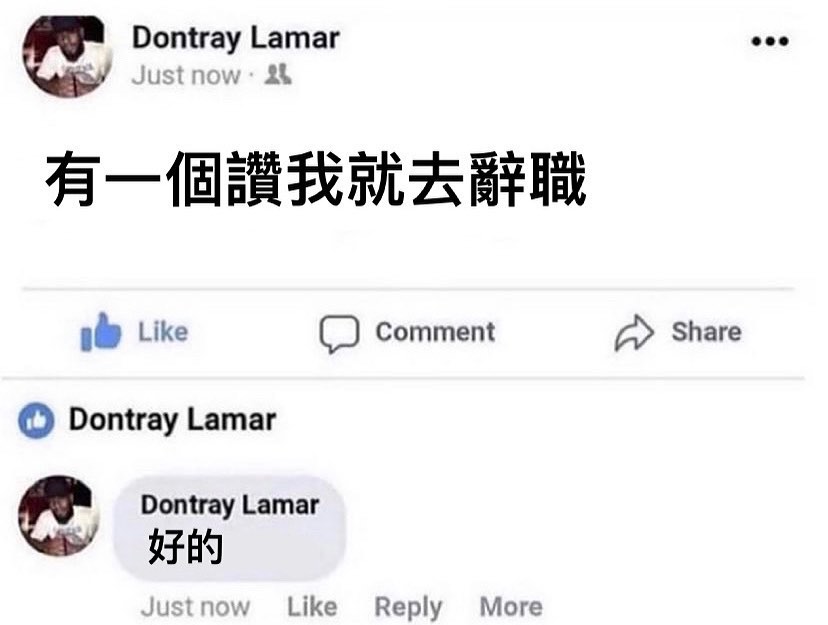 Dontray Lamar
Just now ·
有一個讚我就去辭職
Like Comment Share
Dontray Lamar
Dontray Lamar
好的
Just now Like Reply More